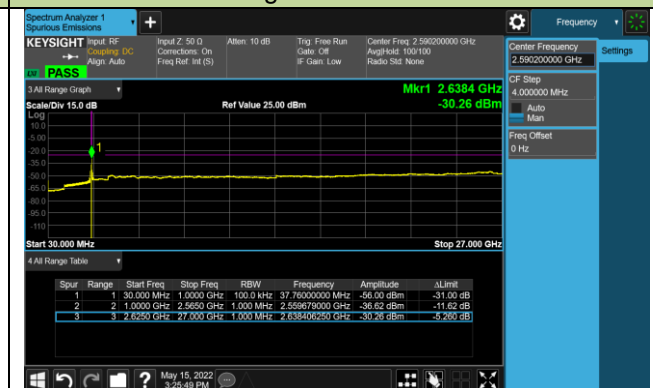 Spectrum Analyzer 1
Spurious Emissions
Frequency
KEYSIGHT
Input: RF
Coupling: DC
Align: Auto
Input Z: 50 Ω
Corrections: On
Freq Ref: Int (S)
Atten: 10 dB
Trig: Free Run
Gate: Off
IF Gain: Low
Center Freq: 2.590200000 GHz
Avg|Hold: 100/100
Radio Std: None
PASS
Center Frequency
2.590200000 GHz
Settings
CF Step
4.000000 MHz
Auto
Man
Freq Offset
0 Hz
3 All Range Graph
Mkr1 2.6384 GHz
Scale/Div 15.0 dB
Ref Value 25.00 dBm
-30.26 dBm
Log
10.0
-5.00
-20.0
1
-35.0
-50.0
-65.0
-80.0
-95.0
-110
Start 30.000 MHz
Stop 27.000 GHz
4 All Range Table
Spur Range Start Freq Stop Freq RBW Frequency Amplitude ΔLimit
1 1 30.000 MHz 1.0000 GHz 100.0 kHz 37.76000000 MHz -56.00 dBm -31.00 dB
2 2 1.0000 GHz 2.5650 GHz 1.000 MHz 2.559679000 GHz -36.62 dBm -11.62 dB
3 3 2.6250 GHz 27.000 GHz 1.000 MHz 2.638406250 GHz -30.26 dBm -5.260 dB
May 15, 2022
3:25:49 PM